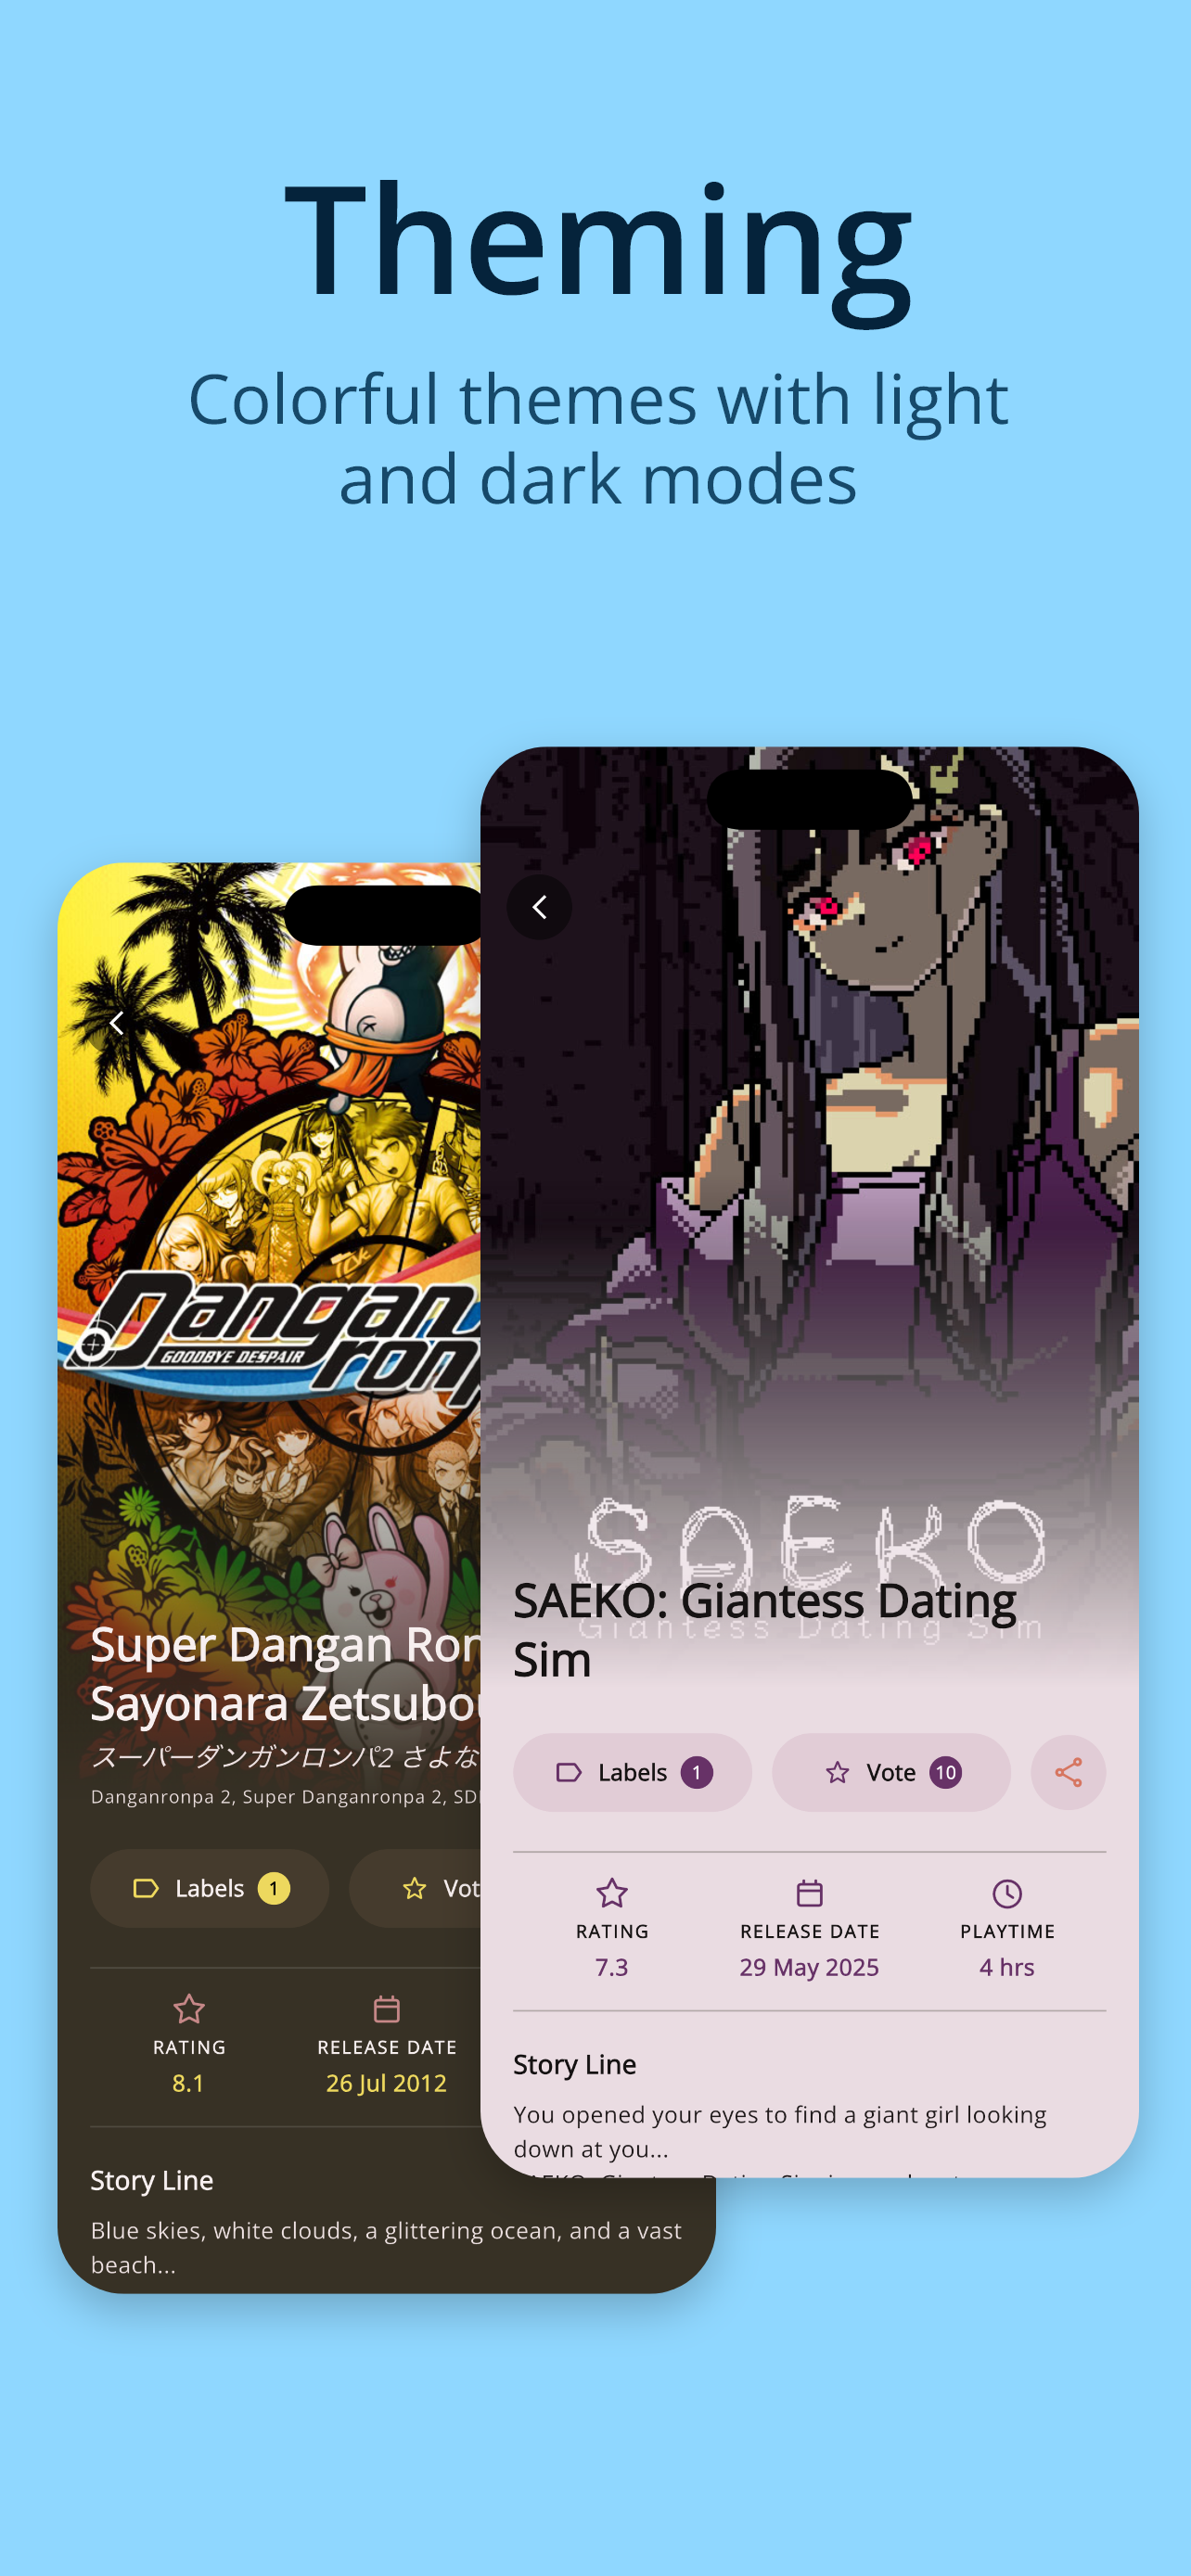 Theming
Colorful themes with light
and dark modes
Dangan
GOODBYE DESPAIR
Super Dangan
Sayonara
スーパーダンガンロンパ2 さよな
Danganronpa 2, Super Danganronpa 2,
Labels 1
RATING
8.1
RELEASE DATE
26 Jul 2012
Story Line
Blue skies, white clouds, a glittering ocean, and a vast
beach...
SAEKO
Giantess Dating Sim
SAEKO: Giantess Dating
Sim
Labels 1
Vote 10
RATING
7.3
RELEASE DATE
29 May 2025
PLAYTIME
4 hrs
Story Line
You opened your eyes to find a giant girl looking
down at you...